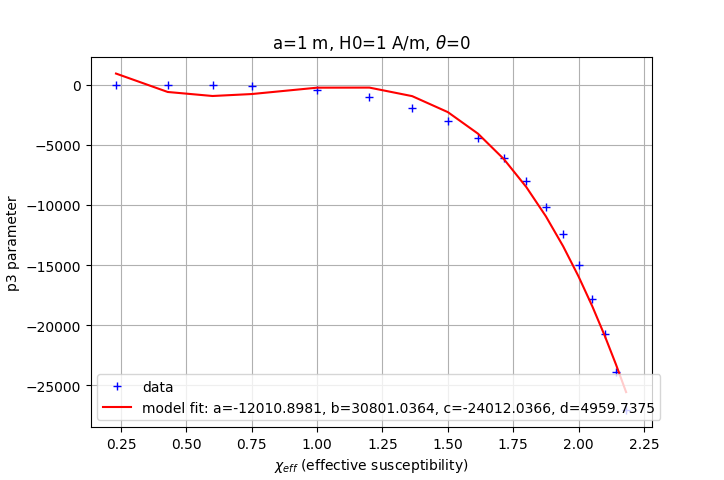 a=1 m, H0=1 A/m, θ=0
p3 parameter
0
−5000
−10000
−15000
−20000
−25000
data
model fit: a=-12010.8981, b=30801.0364, c=-24012.0366, d=4959.7375
0.25 0.50 0.75 1.00 1.25 1.50 1.75 2.00 2.25
χeff (effective susceptibility)